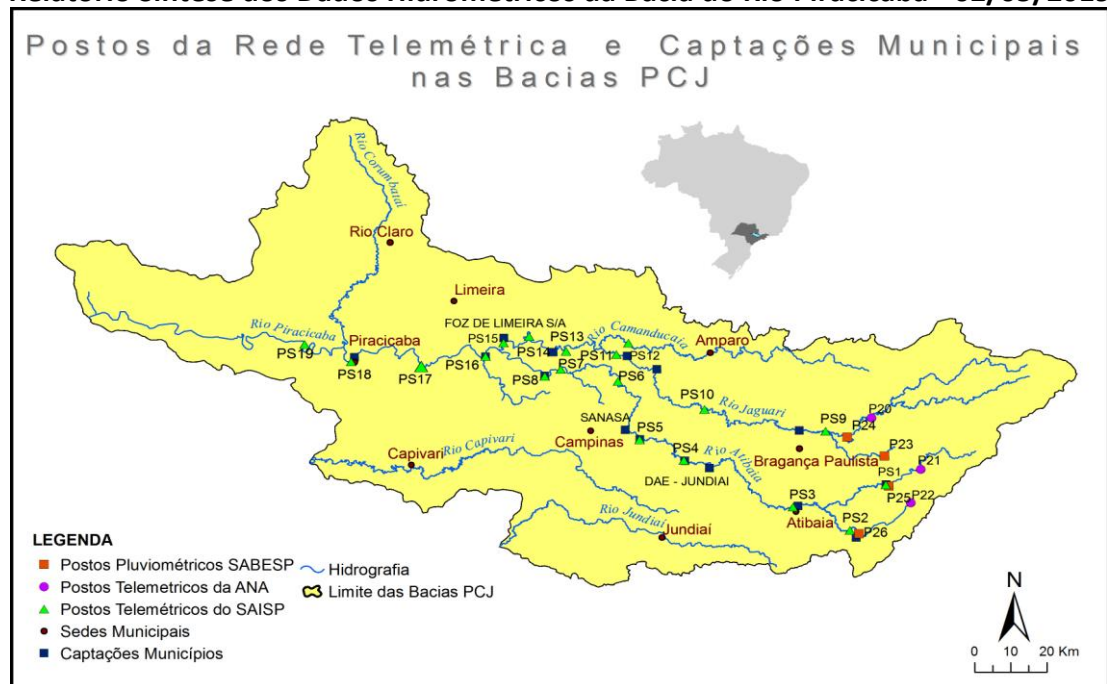 Postos da Rede Telemétrica e Captações Municipais
nas Bacias PCJ
Rio Corumbataí
Rio Claro
Limeira
FOZ DE LIMEIRA S/A
Rio Camanducaia
Rio Piracicaba
Piracicaba
PS15
PS13
PS14
PS11
PS12
Amparo
PS19
PS18
PS17
PS16
PS8
PS7
PS6
PS10
Rio Jaguari
PS9
P20
P24
SANASA
PS5
Campinas
Rio Capivari
Capivari
PS4
Rio Atibaia
Bragança Paulista
P23
DAE - JUNDIAI
PS1
P21
P25
P22
PS3
Atibaia
PS2
P26
Rio Jundiaí
Jundiaí
LEGENDA
Postos Pluviométricos SABESP
Hidrografia
Postos Telemetricos da ANA
Limite das Bacias PCJ
Postos Telemétricos do SAISP
Sedes Municipais
Captações Municípios
N
0 10 20 Km